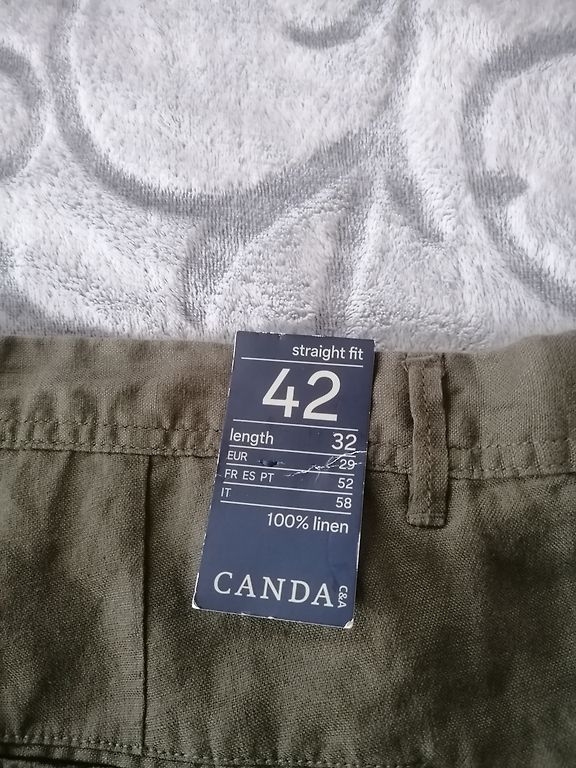 straight fit
42
length 32
EUR 29
FR ES PT 52
IT 58
100% linen
CANDA C&A